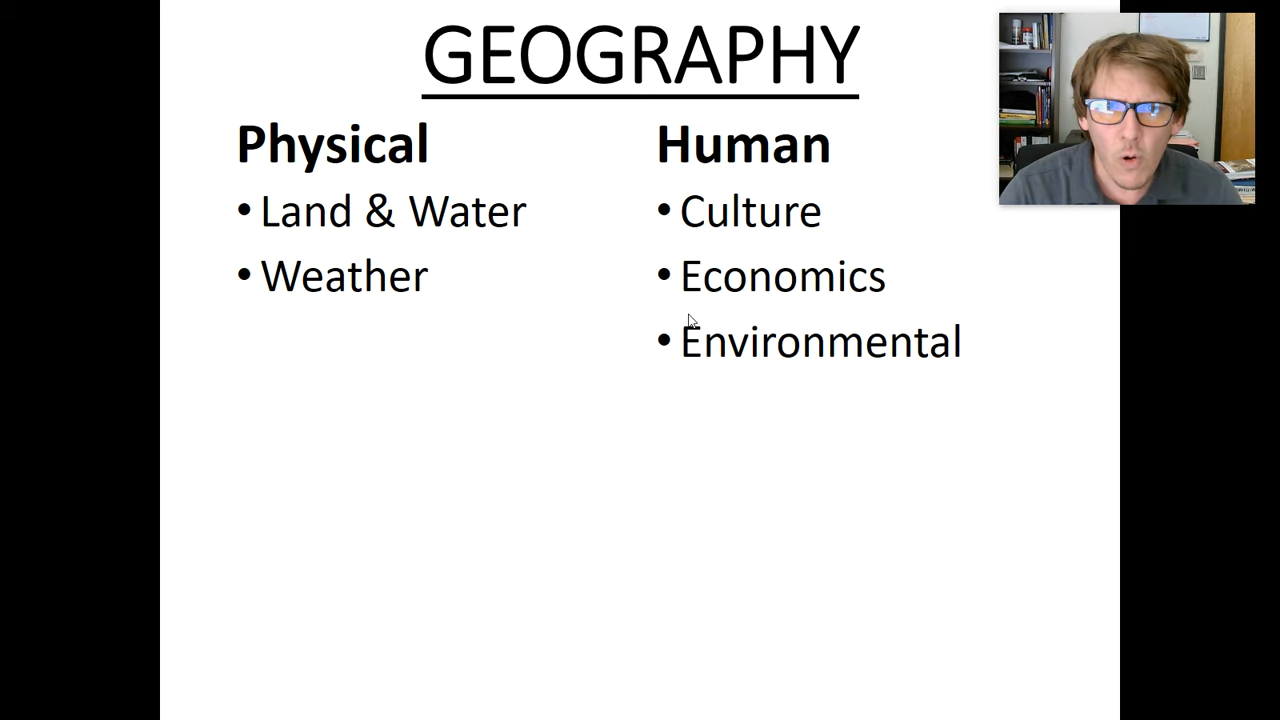 GEOGRAPHY
Physical
• Land & Water
• Weather
Human
• Culture
• Economics
• Environmental